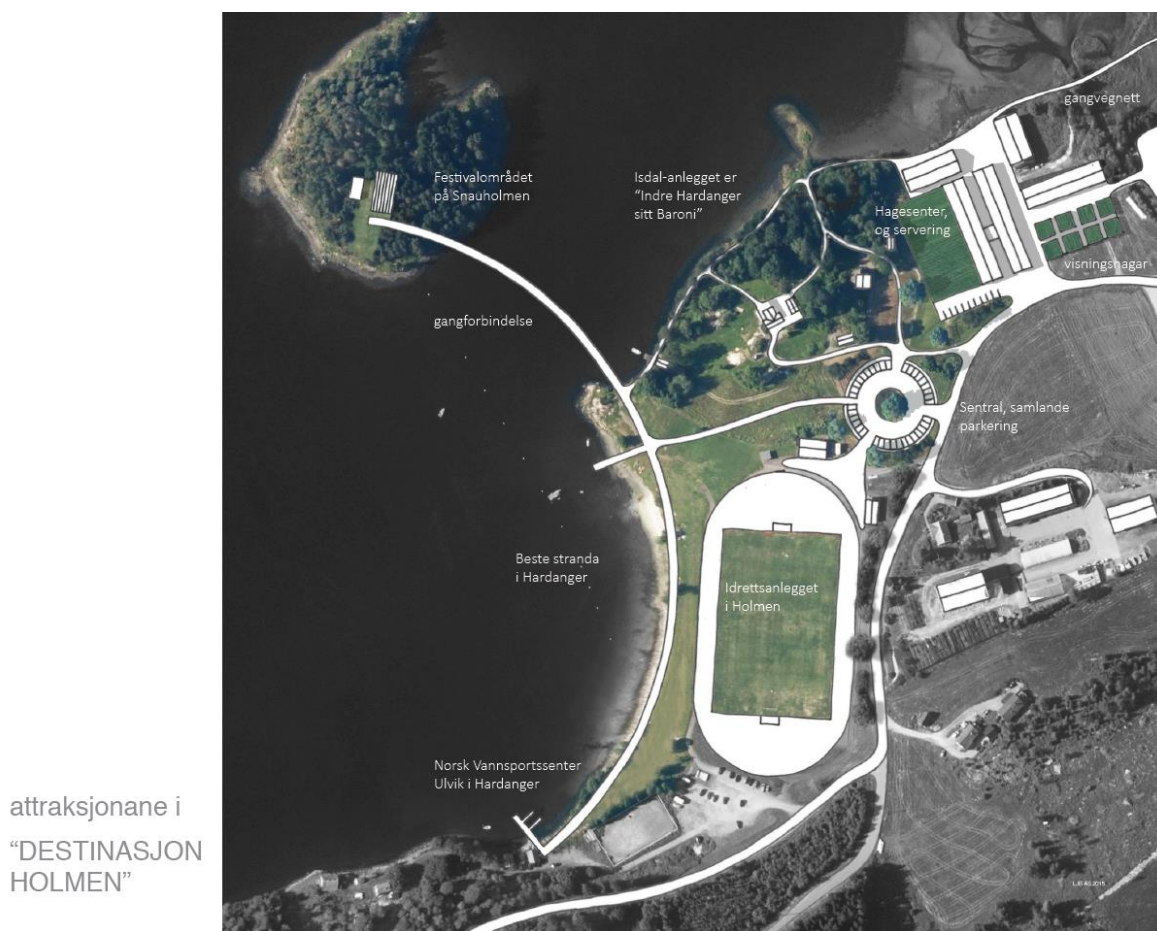 gangvegnett
Festivalområdet
på Snauholmen
Isdal-anlegget er
“Indre Hardanger
sitt Baroni”
Hagesenter,
og servering
visningshagar
gangforbindelse
Sentral, samlande
parkering
Beste stranda
i Hardanger
Idrettsanlegget
i Holmen
Norsk Vannsportssenter
Ulvik i Hardanger
attraksjonane i
“DESTINASJON
HOLMEN”